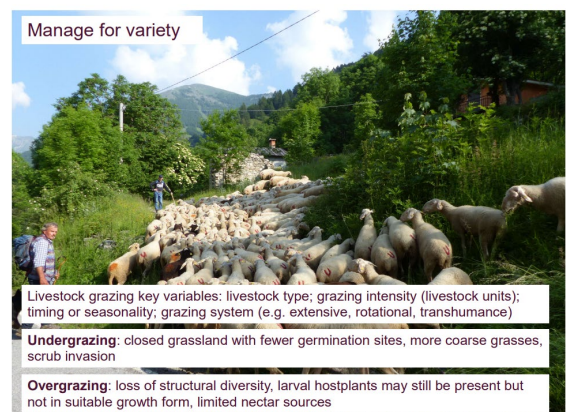 Manage for variety
Livestock grazing key variables: livestock type; grazing intensity (livestock units);
timing or seasonality; grazing system (e.g. extensive, rotational, transhumance)
Undergrazing: closed grassland with fewer germination sites, more coarse grasses,
scrub invasion
Overgrazing: loss of structural diversity, larval hostplants may still be present but
not in suitable growth form, limited nectar sources